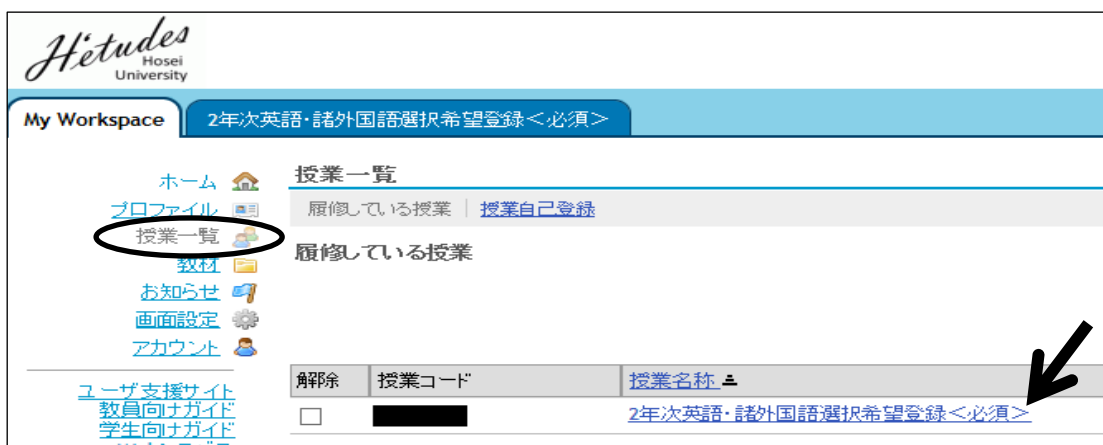 H'etudes
Hosei
University
My Workspace
2年次英語・諸外国語選択希望登録＜必須＞
ホーム
プロファイル
授業一覧
教材
お知らせ
画面設定
アカウント
ユーザ支援サイト
教員向けガイド
学生向けガイド
授業一覧
履修している授業 | 授業自己登録
履修している授業
解除 授業コード 授業名称
2年次英語・諸外国語選択希望登録＜必須＞